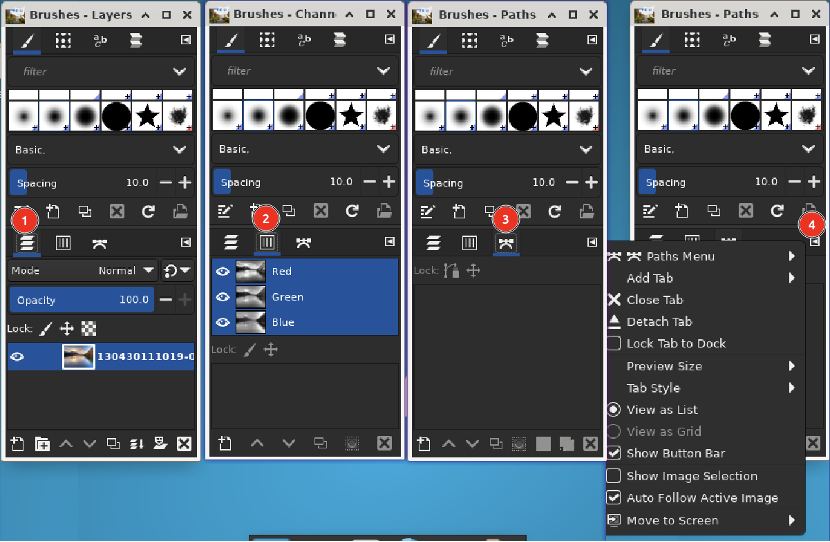 Brushes - Layers
filter
Basic,
Spacing 10.0
1
Mode Normal
Opacity 100.0
Lock:
130430111019-0
Brushes - Chann
filter
Basic,
Spacing 10.0
2
Red
Green
Blue
Lock:
Brushes - Paths
filter
Basic,
Spacing 10.0
3
Lock:
Brushes - Paths
filter
Basic,
Spacing 10.0
4
Paths Menu
Add Tab
Close Tab
Detach Tab
Lock Tab to Dock
Preview Size
Tab Style
View as List
View as Grid
Show Button Bar
Show Image Selection
Auto Follow Active Image
Move to Screen